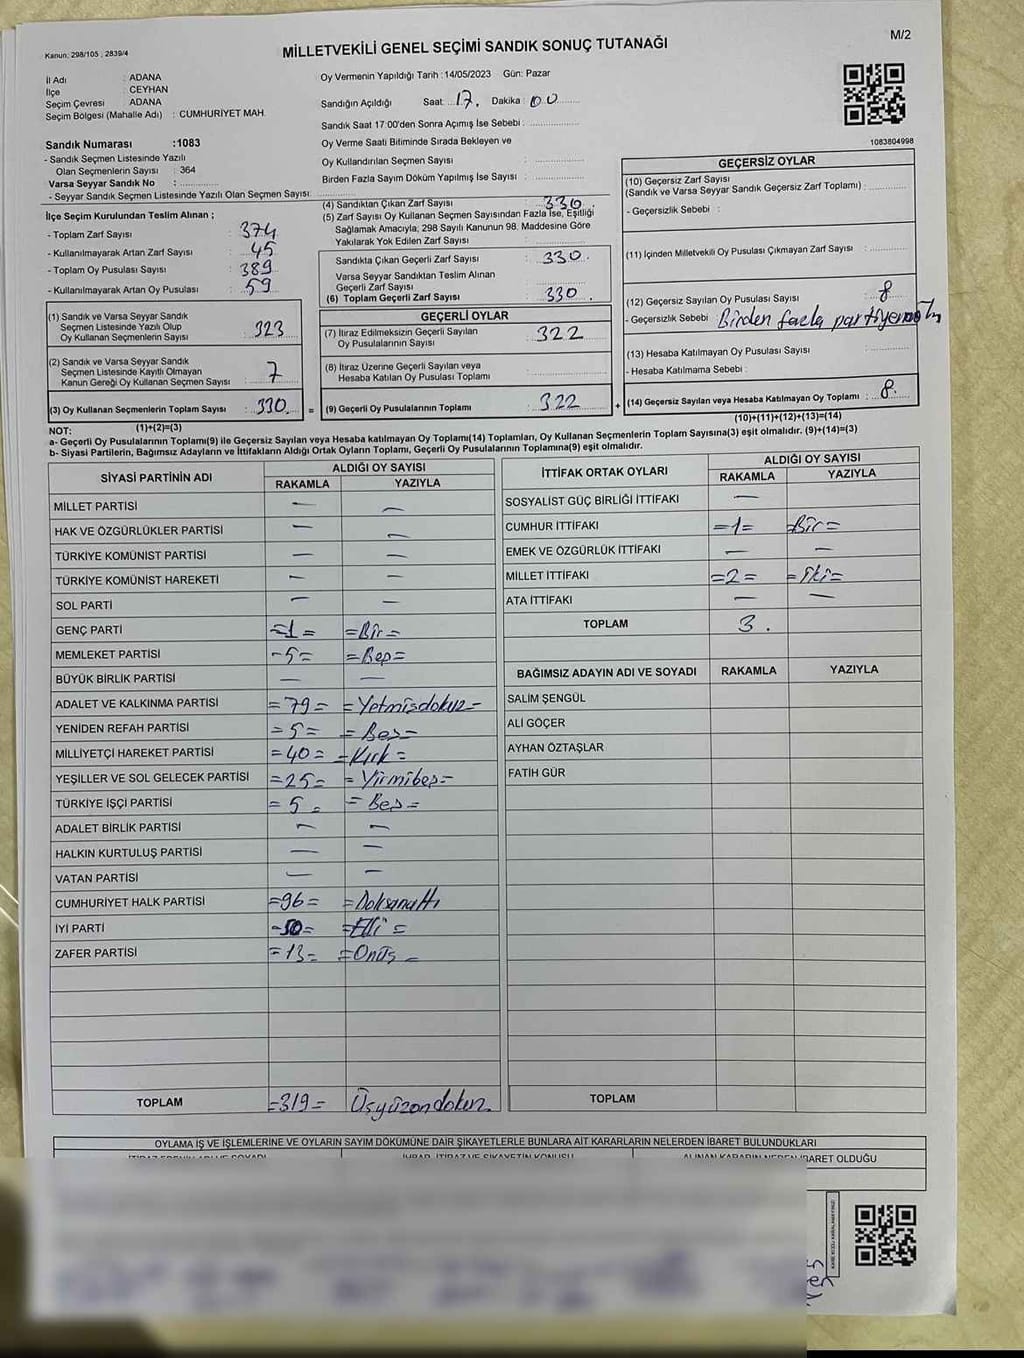 Kanun: 298/105 ; 2839/4
MİLLETVEKİLİ GENEL SEÇİMİ SANDIK SONUÇ TUTANAĞI
M/2
İl Adı : ADANA
İlçe : CEYHAN
Seçim Çevresi : ADANA
Seçim Bölgesi (Mahalle Adı) : CUMHURİYET MAH.
Sandık Numarası :1083
- Sandık Seçmen Listesinde Yazılı
Olan Seçmenlerin Sayısı : 364
Varsa Seyyar Sandık No :
- Seyyar Sandık Seçmen Listesinde Yazılı Olan Seçmen Sayısı:
Oy Vermenin Yapıldığı Tarih :14/05/2023 Gün: Pazar
Sandığın Açıldığı Saat: 17. Dakika : 00
Sandık Saat 17:00'den Sonra Açımış İse Sebebi :
Oy Verme Saati Bitiminde Sırada Bekleyen ve
Oy Kullandırılan Seçmen Sayısı :
Birden Fazla Sayım Döküm Yapılmış İse Sayısı :
1083804998
İlçe Seçim Kurulundan Teslim Alınan ;
- Toplam Zarf Sayısı : 374
- Kullanılmayarak Artan Zarf Sayısı : 45
- Toplam Oy Pusulası Sayısı : 389
- Kullanılmayarak Artan Oy Pusulası : 59
(1) Sandık ve Varsa Seyyar Sandık
Seçmen Listesinde Yazılı Olup
Oy Kullanan Seçmenlerin Sayısı : 323
(2) Sandık ve Varsa Seyyar Sandık
Seçmen Listesinde Kayıtlı Olmayan
Kanun Gereği Oy Kullanan Seçmen Sayısı : 7
(3) Oy Kullanan Seçmenlerin Toplam Sayısı : 330.
(1)+(2)=(3)
(4) Sandıktan Çıkan Zarf Sayısı : 330
(5) Zarf Sayısı Oy Kullanan Seçmen Sayısından Fazla İse, Eşitliği
Sağlamak Amacıyla, 298 Sayılı Kanunun 98. Maddesine Göre
Yakılarak Yok Edilen Zarf Sayısı :
Sandıkta Çıkan Geçerli Zarf Sayısı : 330.
Varsa Seyyar Sandıktan Teslim Alınan
Geçerli Zarf Sayısı :
(6) Toplam Geçerli Zarf Sayısı : 330.
GEÇERLİ OYLAR
(7) İtiraz Edilmeksizin Geçerli Sayılan
Oy Pusulalarının Sayısı : 322
(8) İtiraz Üzerine Geçerli Sayılan veya
Hesaba Katılan Oy Pusulası Toplamı :
= (9) Geçerli Oy Pusulalarının Toplamı : 322 +
GEÇERSİZ OYLAR
(10) Geçersiz Zarf Sayısı
(Sandık ve Varsa Seyyar Sandık Geçersiz Zarf Toplamı) :
- Geçersizlik Sebebi :
(11) İçinden Milletvekili Oy Pusulası Çıkmayan Zarf Sayısı :
(12) Geçersiz Sayılan Oy Pusulası Sayısı : 8
- Geçersizlik Sebebi : Birden fazla
(13) Hesaba Katılmayan Oy Pusulası Sayısı :
- Hesaba Katılmama Sebebi :
(14) Geçersiz Sayılan veya Hesaba Katılmayan Oy Toplamı : 8.
(10)+(11)+(12)+(13)=(14)
NOT:
a- Geçerli Oy Pusulalarının Toplamı(9) ile Geçersiz Sayılan veya Hesaba katılmayan Oy Toplamı(14) Toplamları, Oy Kullanan Seçmenlerin Toplam Sayısına(3) eşit olmalıdır. (9)+(14)=(3)
b- Siyasi Partilerin, Bağımsız Adayların ve İttifakların Aldığı Ortak Oyların Toplamı, Geçerli Oy Pusulalarının Toplamına(9) eşit olmalıdır.
SİYASİ PARTİNİN ADI ALDIĞI OY SAYISI
RAKAMLA YAZIYLA
MİLLET PARTİSİ — —
HAK VE ÖZGÜRLÜKLER PARTİSİ — —
TÜRKİYE KOMÜNİST PARTİSİ — —
TÜRKİYE KOMÜNİST HAREKETİ — —
SOL PARTİ — —
GENÇ PARTİ =1= =Bir=
MEMLEKET PARTİSİ -5= =Beş=
BÜYÜK BİRLİK PARTİSİ — —
ADALET VE KALKINMA PARTİSİ =79= =Yetmişdokuz=
YENİDEN REFAH PARTİSİ =5= =Beş=
MİLLİYETÇİ HAREKET PARTİSİ =40= =Kırk=
YEŞİLLER VE SOL GELECEK PARTİSİ =25= =Yirmibeş=
TÜRKİYE İŞÇİ PARTİSİ =5= =Beş=
ADALET BİRLİK PARTİSİ — —
HALKIN KURTULUŞ PARTİSİ — —
VATAN PARTİSİ — —
CUMHURİYET HALK PARTİSİ =96= =Doksanaltı
İYİ PARTİ -50= =Elli=
ZAFER PARTİSİ =13= =Onüç=
TOPLAM =319= Üçyüzondokuz
İTTİFAK ORTAK OYLARI ALDIĞI OY SAYISI
RAKAMLA YAZIYLA
SOSYALİST GÜÇ BİRLİĞİ İTTİFAKI —
CUMHUR İTTİFAKI =1= =Bir=
EMEK VE ÖZGÜRLÜK İTTİFAKI — —
MİLLET İTTİFAKI =2= =İki=
ATA İTTİFAKI — —
TOPLAM 3.
BAĞIMSIZ ADAYIN ADI VE SOYADI RAKAMLA YAZIYLA
SALİM ŞENGÜL
ALİ GÖÇER
AYHAN ÖZTAŞLAR
FATİH GÜR
TOPLAM
OYLAMA İŞ VE İŞLEMLERİNE VE OYLARIN SAYIM DÖKÜMÜNE DAİR ŞİKAYETLERLE BUNLARA AİT KARARLARIN NELERDEN İBARET BULUNDUKLARI
İHBAR, İTİRAZ VE ŞİKAYETİN KONUSU ALINAN KARARIN NEDEN İBARET OLDUĞU